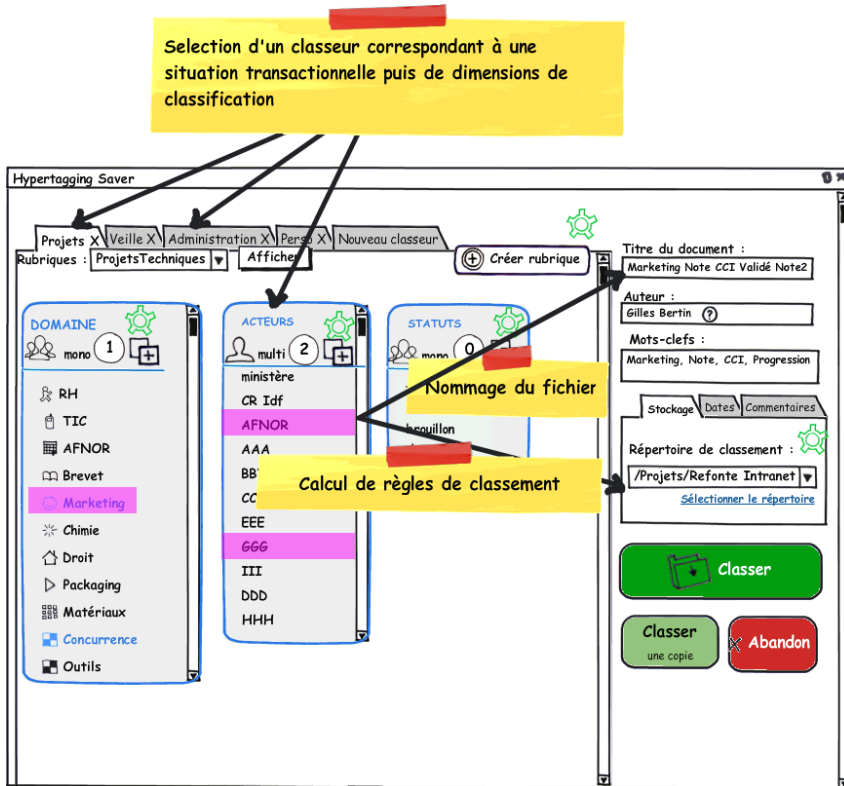 Selection d'un classeur correspondant à une
situation transactionnelle puis de dimensions de
classification
Hypertagging Saver
Projets X
Veille X
Administration X
Perso X
Nouveau classeur
Rubriques : ProjetsTechniques
Afficher
Créer rubrique
DOMAINE
mono 1
RH
TIC
AFNOR
Brevet
Marketing
Chimie
Droit
Packaging
Matériaux
Concurrence
Outils
ACTEURS
multi 2
ministère
CR Idf
AFNOR
AAA
CC
EEE
GGG
III
DDD
HHH
STATUTS
mono 0
brouillon
Nommage du fichier
Calcul de règles de classement
Titre du document :
Marketing Note CCI Validé Note2
Auteur :
Gilles Bertin ?
Mots-clefs :
Marketing, Note, CCI, Progression
Stockage
Dates
Commentaires
Répertoire de classement :
/Projets/Refonte Intranet
Sélectionner le répertoire
Classer
Classer
une copie
X Abandon